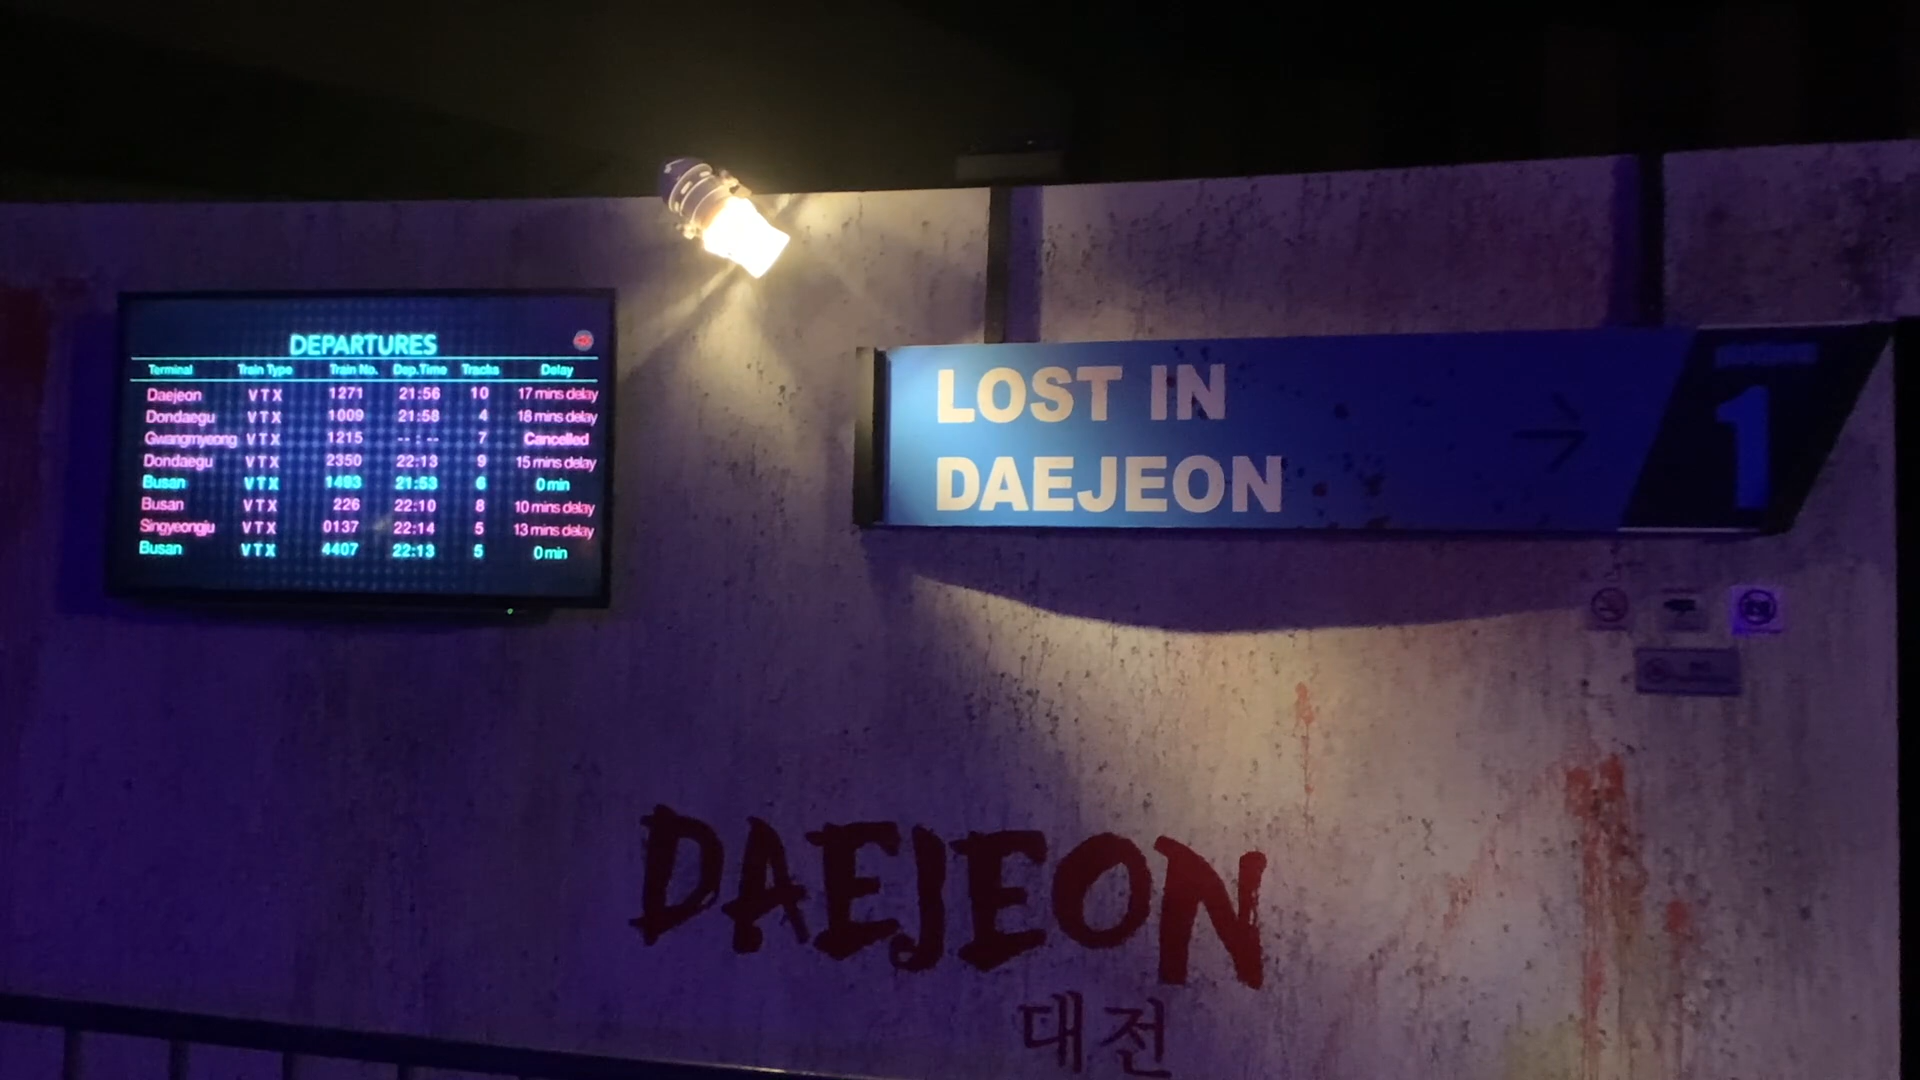 DEPARTURES
Terminal Train Type Train No. Dep.Time Tracks Delay
Daejeon VTX 1271 21:56 10 17 mins delay
Dondaegu VTX 1009 21:58 4 18 mins delay
Gwangmyeong VTX 1215 -- : -- 7 Cancelled
Dondaegu VTX 2350 22:13 9 15 mins delay
Busan VTX 1493 21:53 6 0 min
Busan VTX 226 22:10 8 10 mins delay
Singyeongju VTX 0137 22:14 5 13 mins delay
Busan VTX 4407 22:13 5 0 min
LOST IN
DAEJEON
1
DAEJEON
대전